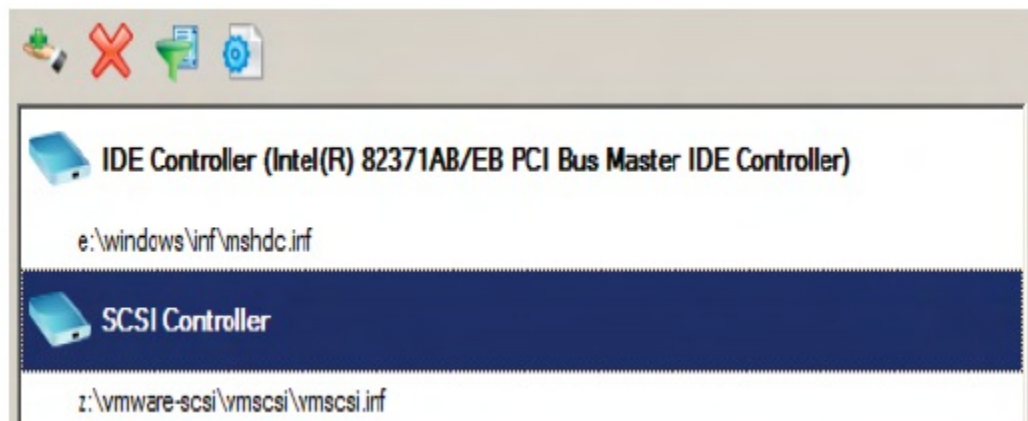 IDE Controller (Intel(R) 82371AB/EB PCI Bus Master IDE Controller)
e:\windows\inf\mshdc.inf
SCSI Controller
z:\vmware-scsi\vmscsi\vmscsi.inf